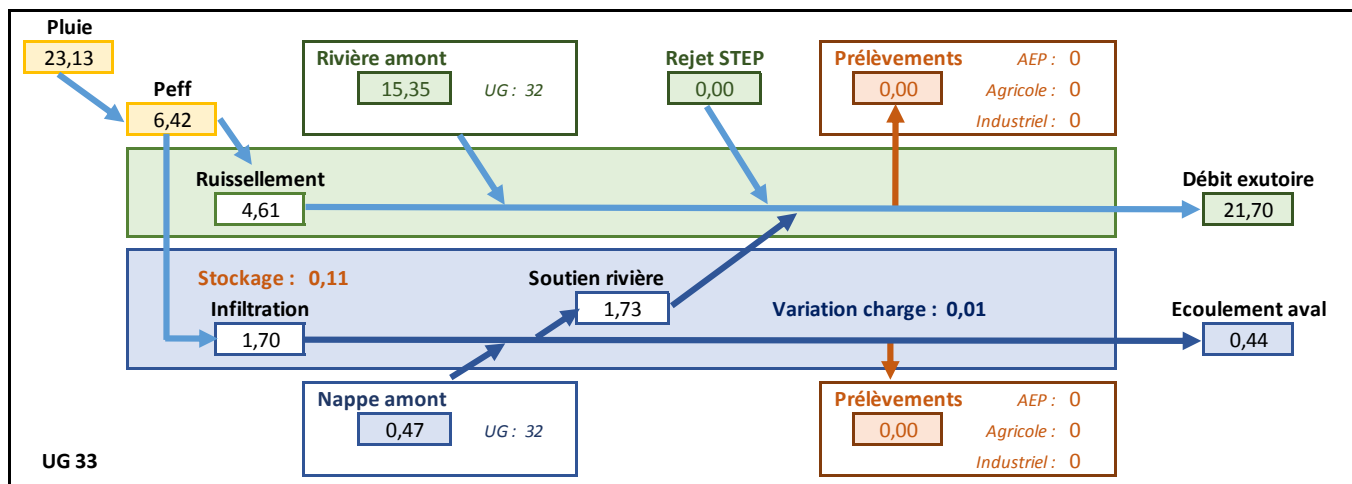 Pluie
23,13
Peff
6,42
Rivière amont
15,35 UG : 32
Rejet STEP
0,00
Prélèvements AEP : 0
0,00 Agricole : 0
Industriel : 0
Ruissellement
4,61
Débit exutoire
21,70
Stockage : 0,11
Soutien rivière
1,73
Infiltration
1,70
Variation charge : 0,01
Ecoulement aval
0,44
Nappe amont
0,47 UG : 32
Prélèvements AEP : 0
0,00 Agricole : 0
Industriel : 0
UG 33